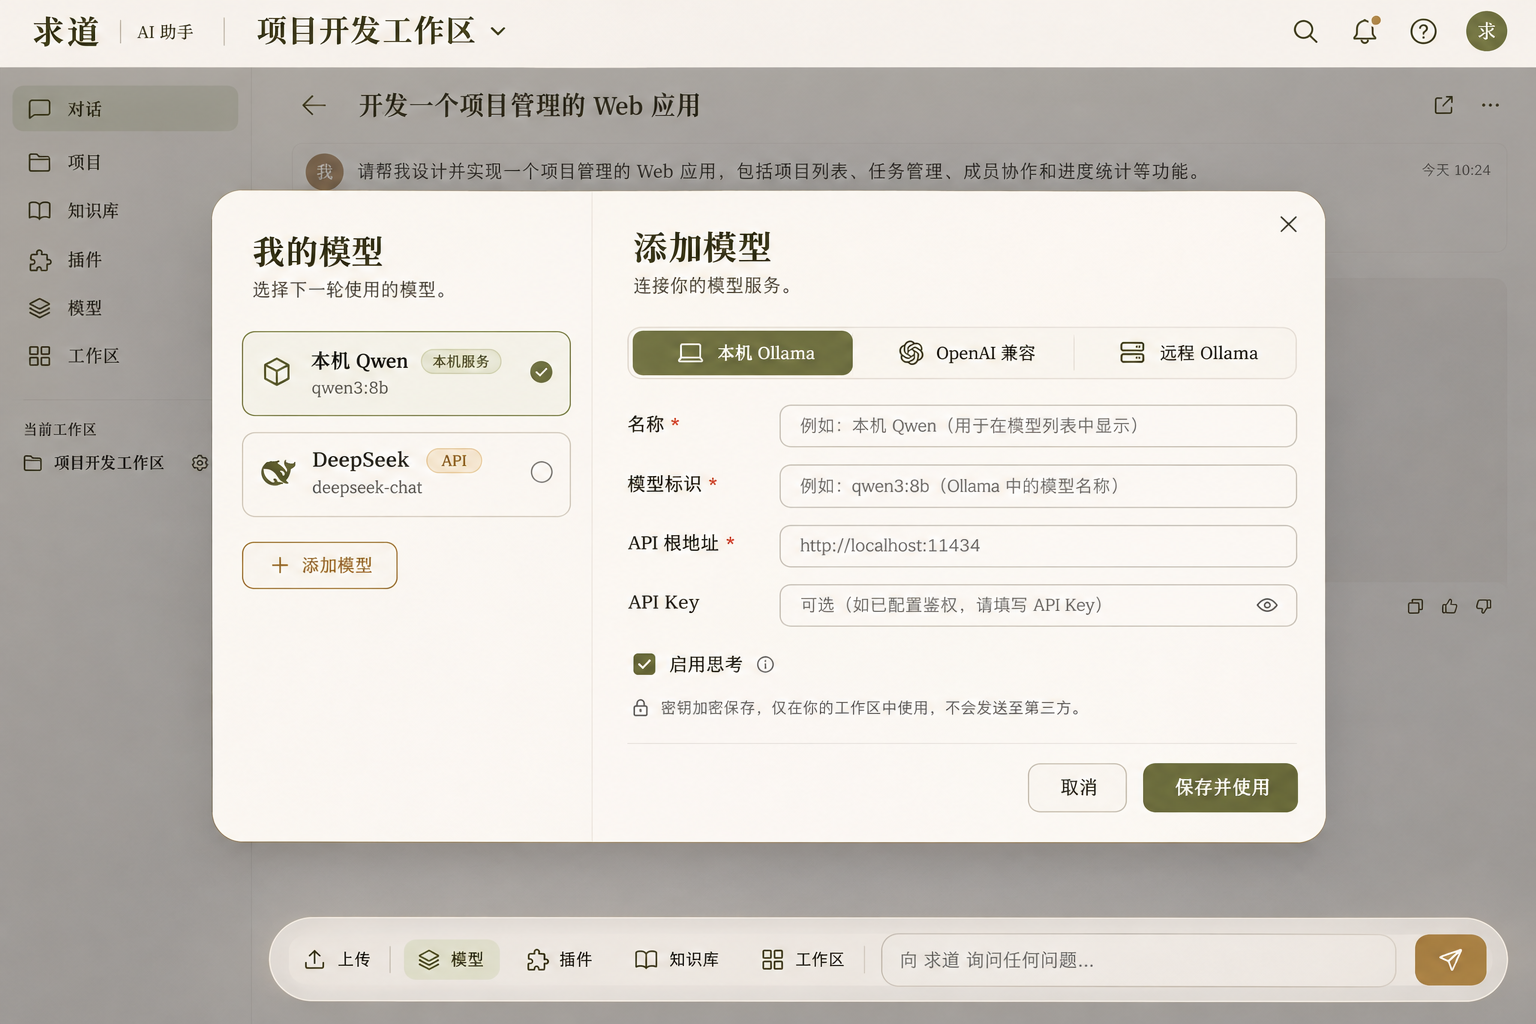 求道 AI 助手 项目开发工作区
求
对话
项目
知识库
插件
模型
工作区
当前工作区
项目开发工作区
开发一个项目管理的 Web 应用
我 请帮我设计并实现一个项目管理的 Web 应用，包括项目列表、任务管理、成员协作和进度统计等功能。 今天 10:24
我的模型
选择下一轮使用的模型。
本机 Qwen 本机服务
qwen3:8b
DeepSeek API
deepseek-chat
添加模型
添加模型
连接你的模型服务。
本机 Ollama OpenAI 兼容 远程 Ollama
名称 * 例如：本机 Qwen（用于在模型列表中显示）
模型标识 * 例如：qwen3:8b（Ollama 中的模型名称）
API 根地址 * http://localhost:11434
API Key 可选（如已配置鉴权，请填写 API Key）
启用思考
密钥加密保存，仅在你的工作区中使用，不会发送至第三方。
取消 保存并使用
上传 模型 插件 知识库 工作区 向 求道 询问任何问题...